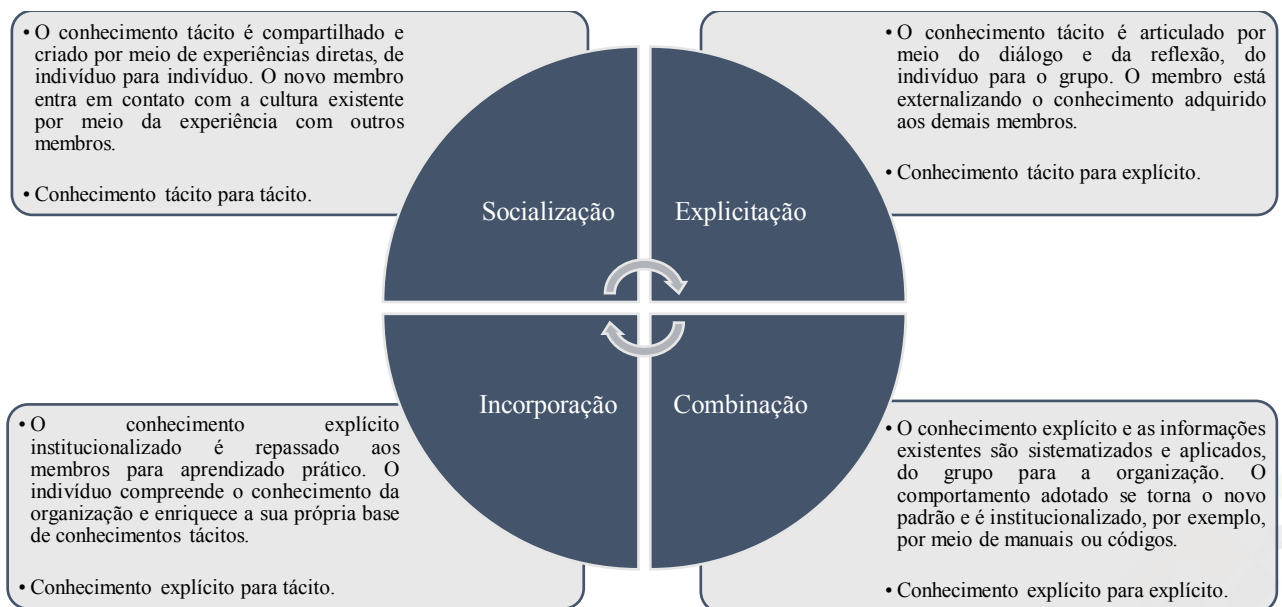 • O conhecimento tácito é compartilhado e
criado por meio de experiências diretas, de
indivíduo para indivíduo. O novo membro
entra em contato com a cultura existente
por meio da experiência com outros
membros.
• Conhecimento tácito para tácito.
• O conhecimento tácito é articulado por
meio do diálogo e da reflexão, do
indivíduo para o grupo. O membro está
externalizando o conhecimento adquirido
aos demais membros.
• Conhecimento tácito para explícito.
Socialização
Explicitação
Incorporação
Combinação
• O conhecimento explícito
institucionalizado é repassado aos
membros para aprendizado prático. O
indivíduo compreende o conhecimento da
organização e enriquece a sua própria base
de conhecimentos tácitos.
• Conhecimento explícito para tácito.
• O conhecimento explícito e as informações
existentes são sistematizados e aplicados,
do grupo para a organização. O
comportamento adotado se torna o novo
padrão e é institucionalizado, por exemplo,
por meio de manuais ou códigos.
• Conhecimento explícito para explícito.